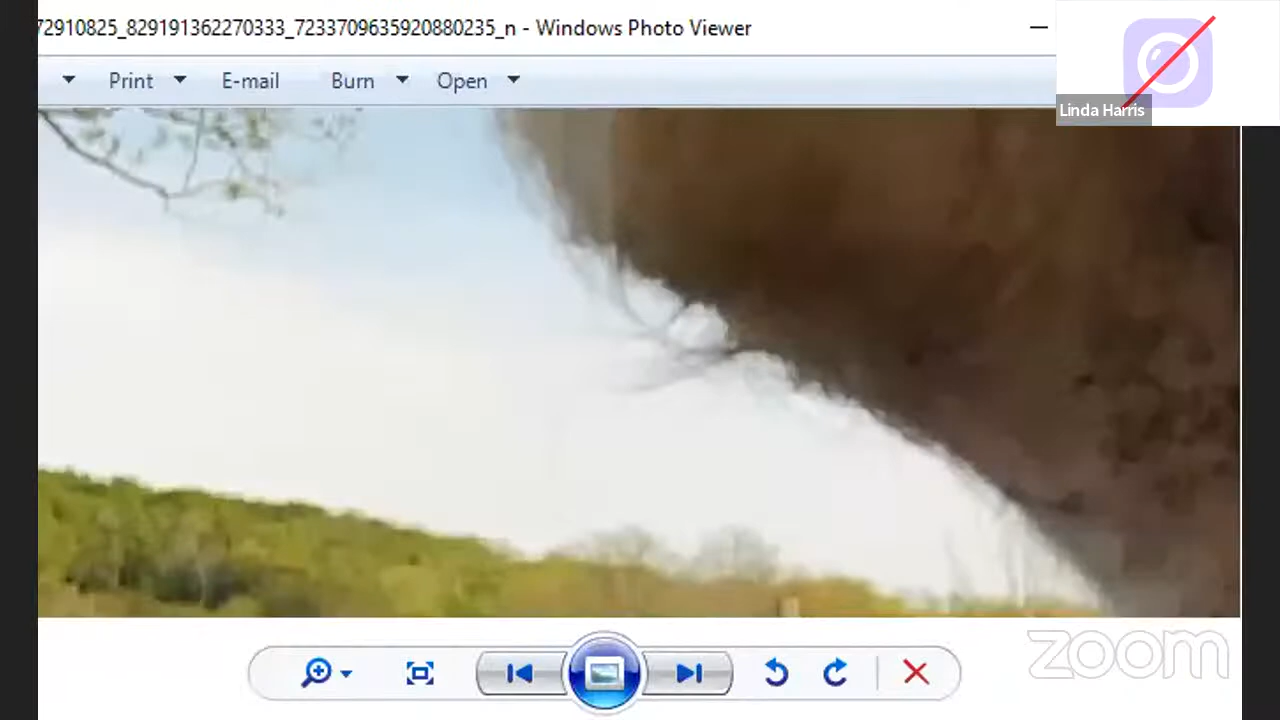 72910825_829191362270333_7233709635920880235_n - Windows Photo Viewer
Print E-mail Burn Open
Linda Harris
zoom